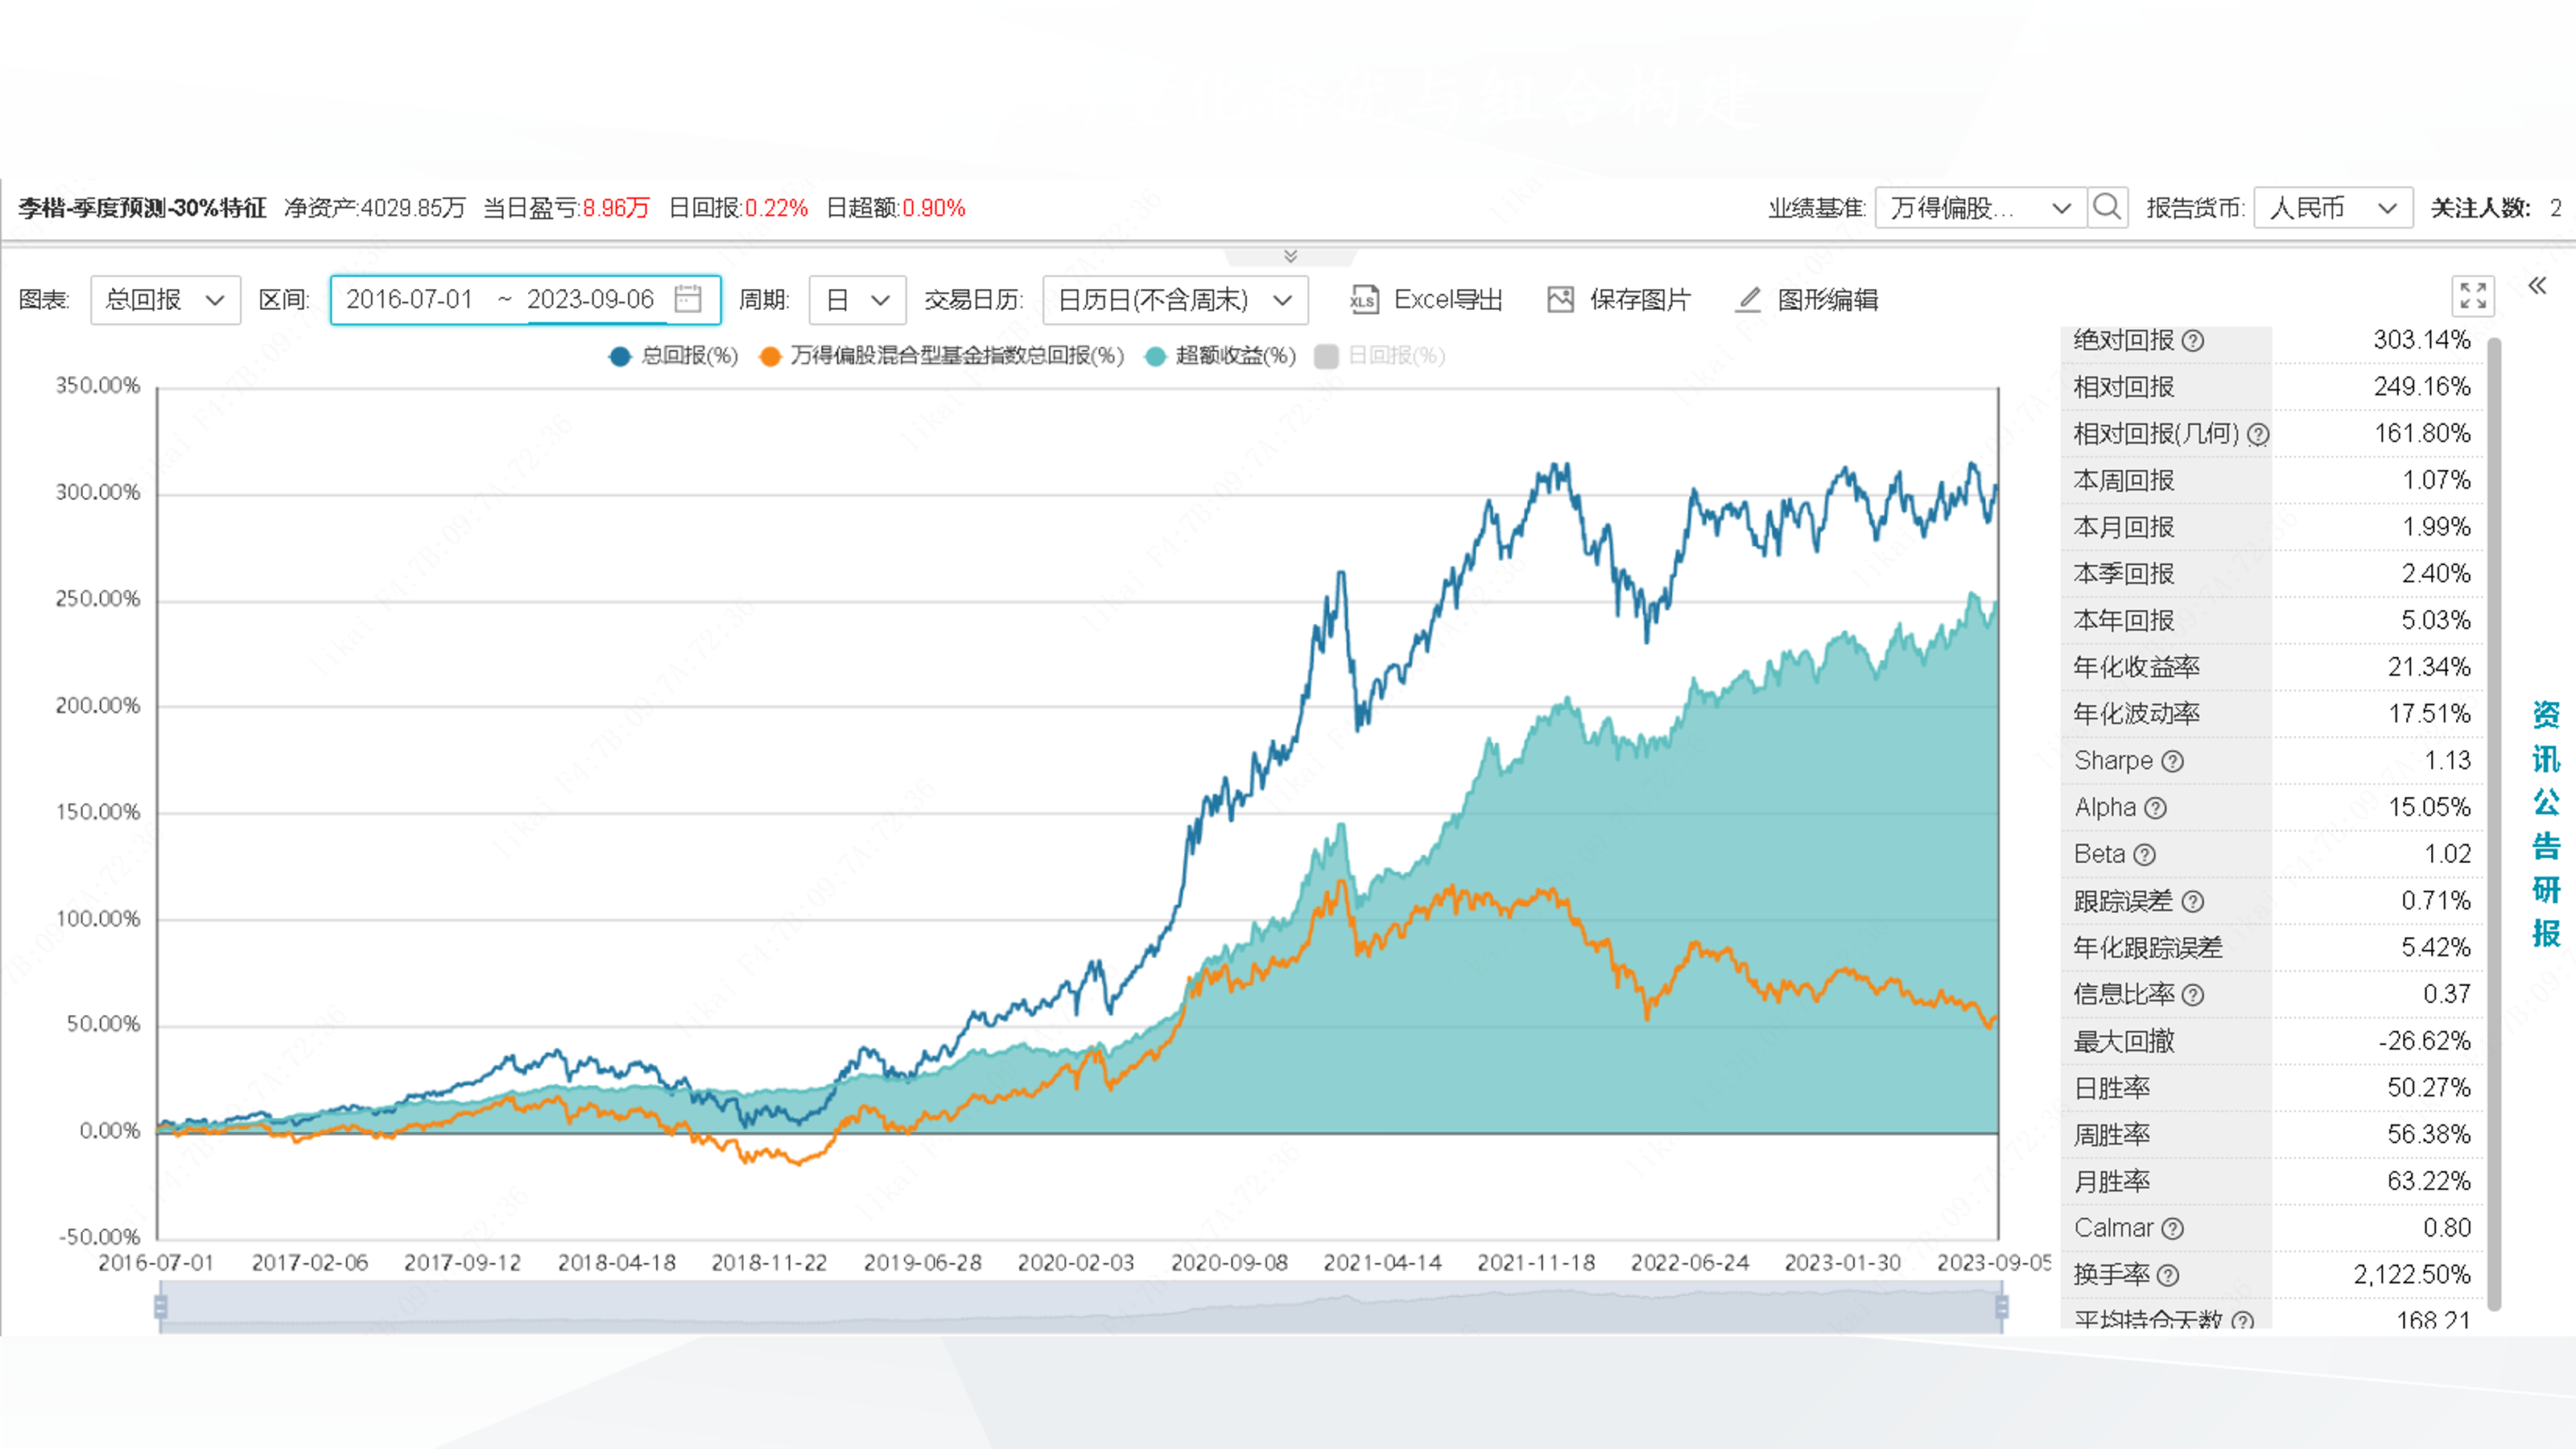 化择优与组合构建
李楷-季度预测-30%特征 净资产:4029.85万 当日盈亏:8.96万 日回报:0.22% 日超额:0.90% 业绩基准: 万得偏股... 报告货币: 人民币 关注人数: 2
图表: 总回报 区间: 2016-07-01 ~ 2023-09-06 周期: 日 交易日历: 日历日(不含周末) XLS Excel导出 保存图片 图形编辑
总回报(%) 万得偏股混合型基金指数总回报(%) 超额收益(%) 日回报(%)
350.00%
300.00%
250.00%
200.00%
150.00%
100.00%
50.00%
0.00%
-50.00%
2016-07-01 2017-02-06 2017-09-12 2018-04-18 2018-11-22 2019-06-28 2020-02-03 2020-09-08 2021-04-14 2021-11-18 2022-06-24 2023-01-30 2023-09-05
绝对回报 303.14%
相对回报 249.16%
相对回报(几何) 161.80%
本周回报 1.07%
本月回报 1.99%
本季回报 2.40%
本年回报 5.03%
年化收益率 21.34%
年化波动率 17.51%
Sharpe 1.13
Alpha 15.05%
Beta 1.02
跟踪误差 0.71%
年化跟踪误差 5.42%
信息比率 0.37
最大回撤 -26.62%
日胜率 50.27%
周胜率 56.38%
月胜率 63.22%
Calmar 0.80
换手率 2,122.50%
平均持仓天数 168.21
资讯公告研报
likai F4:7B:09:7A:72:36